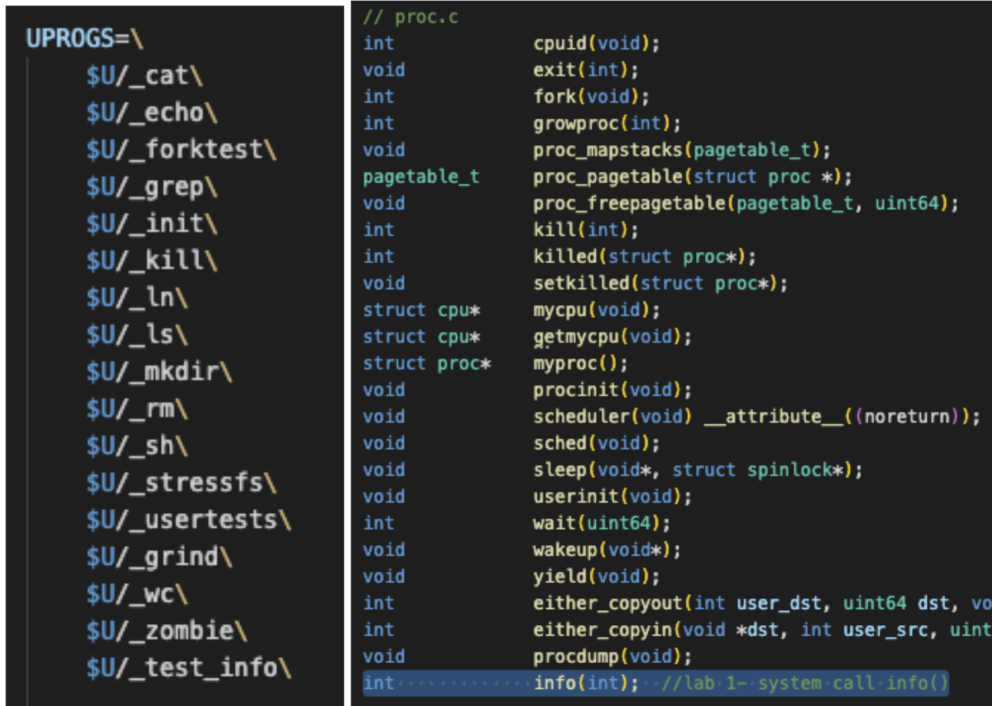 UPROGS=\
$U/_cat\
$U/_echo\
$U/_forktest\
$U/_grep\
$U/_init\
$U/_kill\
$U/_ln\
$U/_ls\
$U/_mkdir\
$U/_rm\
$U/_sh\
$U/_stressfs\
$U/_usertests\
$U/_grind\
$U/_wc\
$U/_zombie\
$U/_test_info\
// proc.c
int cpuid(void);
void exit(int);
int fork(void);
int growproc(int);
void proc_mapstacks(pagetable_t);
pagetable_t proc_pagetable(struct proc *);
void proc_freepagetable(pagetable_t, uint64);
int kill(int);
int killed(struct proc*);
void setkilled(struct proc*);
struct cpu* mycpu(void);
struct cpu* getmycpu(void);
struct proc* myproc();
void procinit(void);
void scheduler(void) __attribute__((noreturn));
void sched(void);
void sleep(void*, struct spinlock*);
void userinit(void);
int wait(uint64);
void wakeup(void*);
void yield(void);
int either_copyout(int user_dst, uint64 dst, vo
int either_copyin(void *dst, int user_src, uint
void procdump(void);
int info(int); //lab 1- system call info()